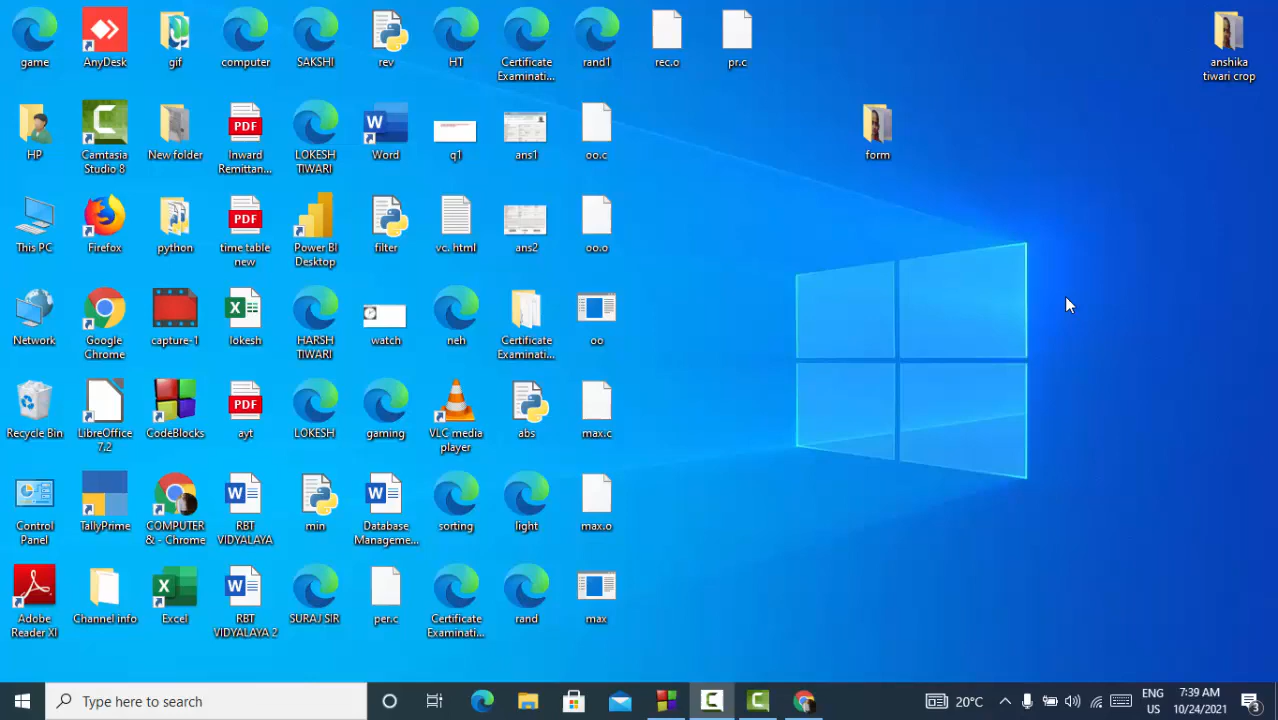 game
AnyDesk
gif
computer
SAKSHI
rev
HT
Certificate
Examinati...
rand1
rec.o
pr.c
anshika
tiwari crop
HP
Camtasia
Studio 8
New folder
PDF
Inward
Remittan...
LOKESH
TIWARI
Word
q1
ans1
oo.c
form
This PC
Firefox
python
PDF
time table
new
Power BI
Desktop
filter
vc. html
ans2
oo.o
Network
Google
Chrome
capture-1
lokesh
HARSH
TIWARI
watch
neh
Certificate
Examinati...
oo
Recycle Bin
LibreOffice
7.2
CodeBlocks
PDF
ayt
LOKESH
gaming
VLC media
player
abs
max.c
Control
Panel
TallyPrime
COMPUTER
& - Chrome
RBT
VIDYALAYA
min
Database
Manageme...
sorting
light
max.o
Adobe
Reader XI
Channel info
Excel
RBT
VIDYALAYA 2
SURAJ SIR
per.c
Certificate
Examinati...
rand
max
Type here to search
20°C
ENG
US
7:39 AM
10/24/2021
3